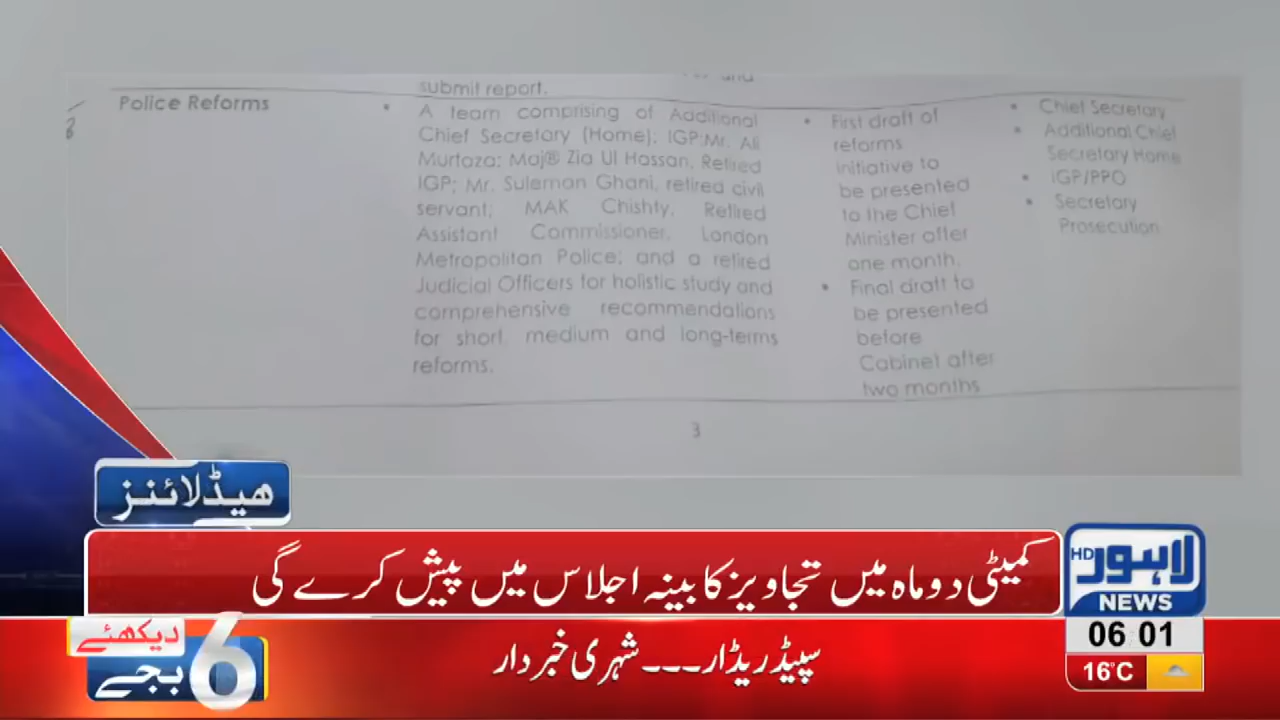 submit report.
and
Police Reforms
• A team comprising of Additional
Chief Secretary (Home), IGP; Mr. Ali
Murtaza; Maj® Zia Ul Hassan, Retired
IGP; Mr. Suleman Ghani, retired civil
servant; MAK Chishty, Retired
Assistant Commissioner, London
Metropolitan Police; and a retired
Judicial Officers for holistic study and
comprehensive recommendations
for short, medium and long-terms
reforms.
• First draft of
reforms
initiative to
be presented
to the Chief
Minister after
one month.
• Final draft to
be presented
before
Cabinet after
two months
• Chief Secretary
• Additional Chief
Secretary Home
• IGP/PPO
• Secretary
Prosecution
3
ہیڈلائنز
کمیٹی دو ماہ میں تجاویز کابینہ اجلاس میں پیش کرے گی
لاہور HD
NEWS
دیکھئے
6 بجے
سپیڈ ریڈار۔۔۔ شہری خبردار
06 01
16°C